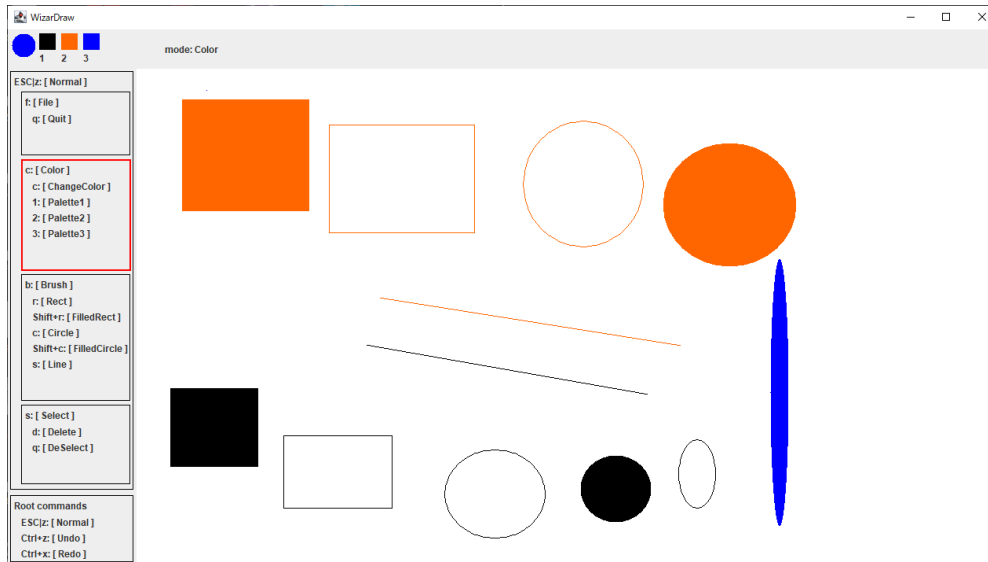 WizarDraw
1 2 3
mode: Color
ESC|z: [ Normal ]
f: [ File ]
q: [ Quit ]
c: [ Color ]
c: [ ChangeColor ]
1: [ Palette1 ]
2: [ Palette2 ]
3: [ Palette3 ]
b: [ Brush ]
r: [ Rect ]
Shift+r: [ FilledRect ]
c: [ Circle ]
Shift+c: [ FilledCircle ]
s: [ Line ]
s: [ Select ]
d: [ Delete ]
q: [ DeSelect ]
Root commands
ESC|z: [ Normal ]
Ctrl+z: [ Undo ]
Ctrl+x: [ Redo ]